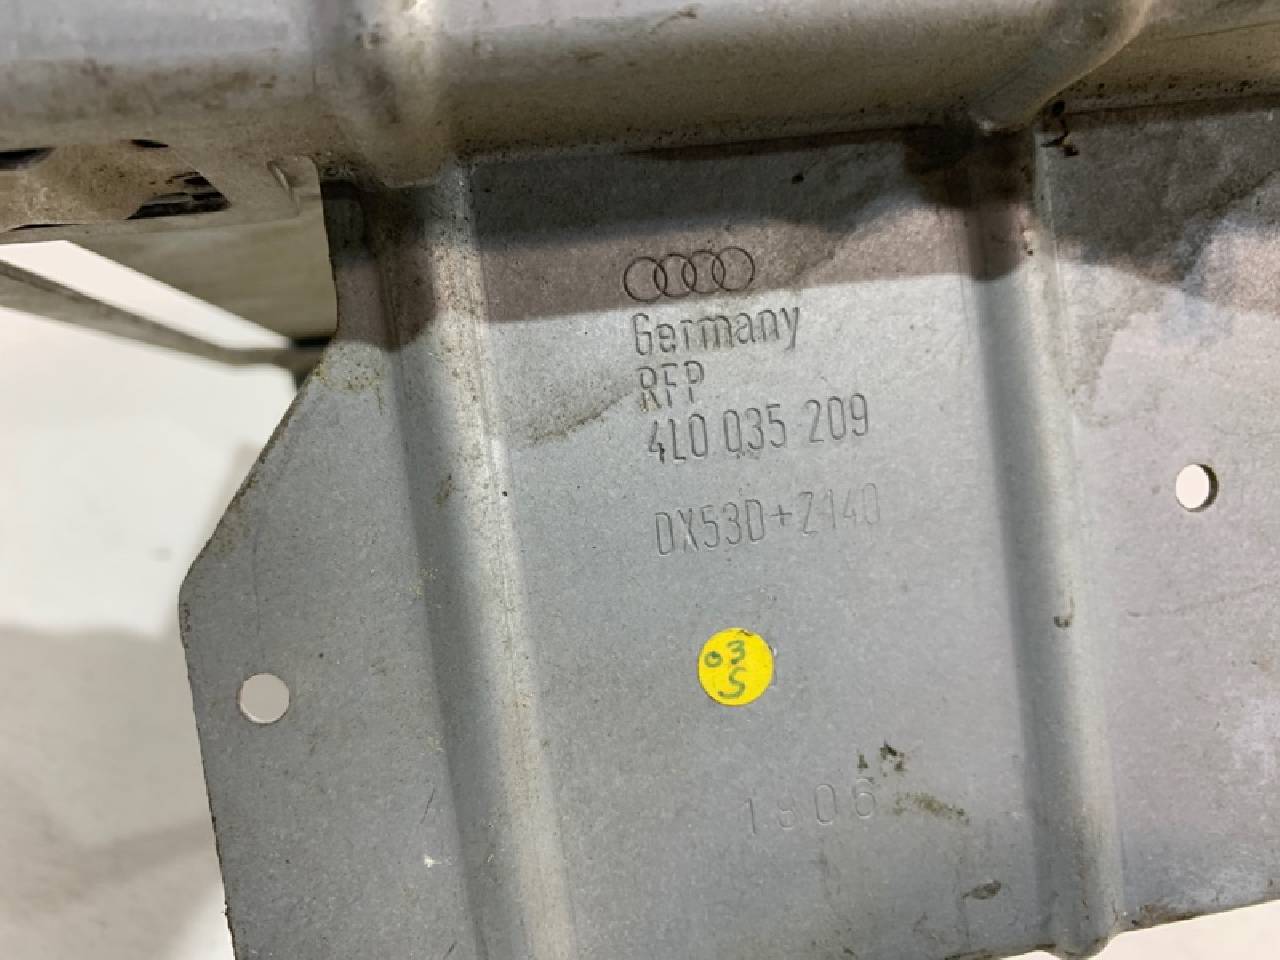 Germany
RFP
4L0 035 209
DX53D+Z140
03
S
1806